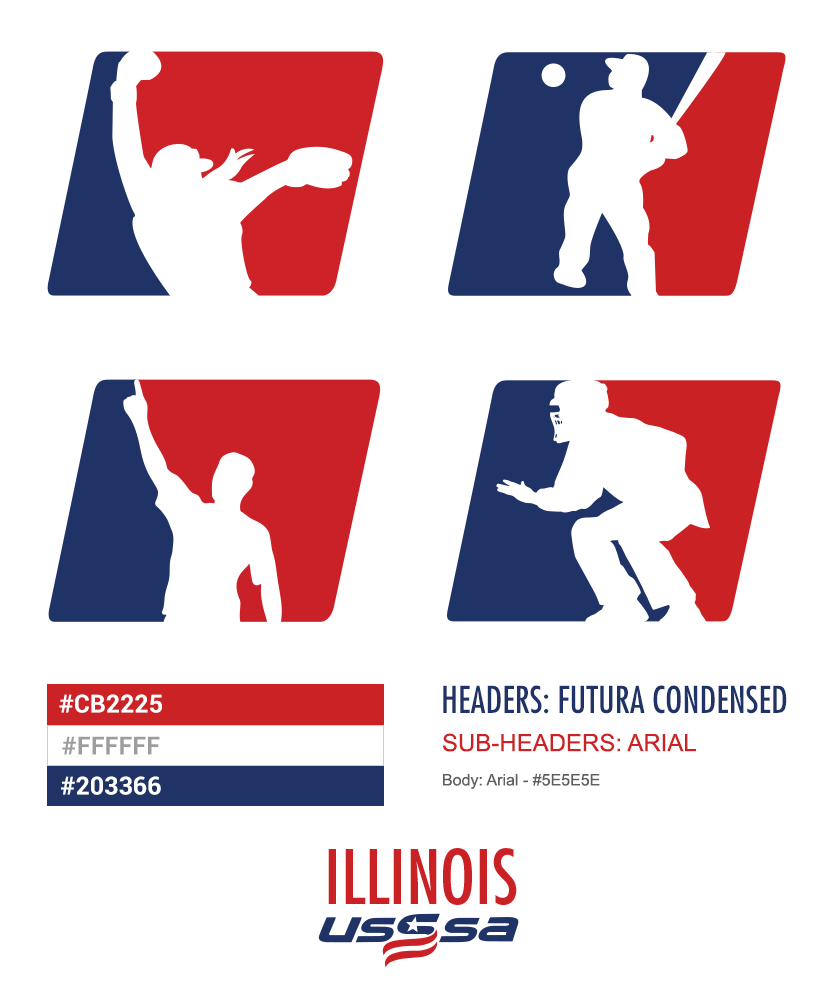 #CB2225
#FFFFFF
#203366
HEADERS: FUTURA CONDENSED
SUB-HEADERS: ARIAL
Body: Arial - #5E5E5E
ILLINOIS
usssa